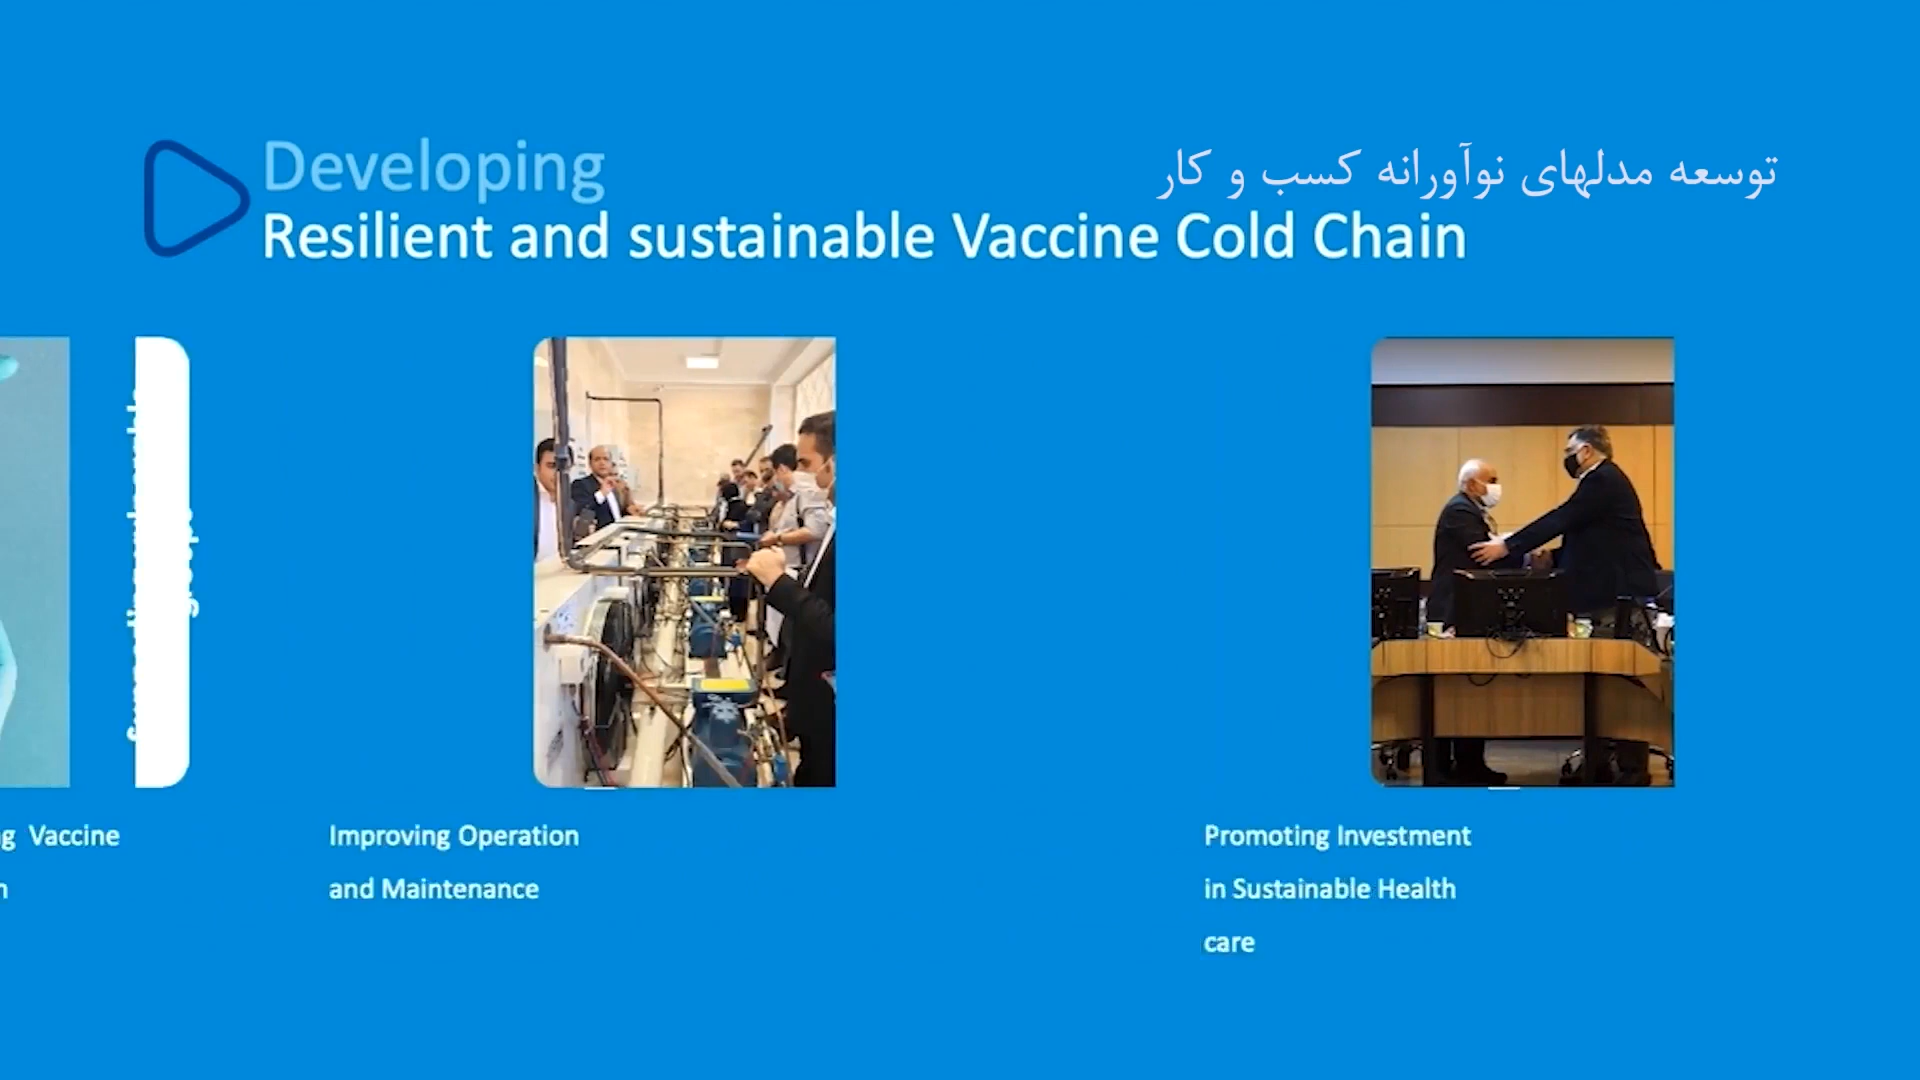 Developing
توسعه مدلهای نوآورانه کسب و کار
Resilient and sustainable Vaccine Cold Chain
Vaccine
Improving Operation
and Maintenance
Promoting Investment
in Sustainable Health
care